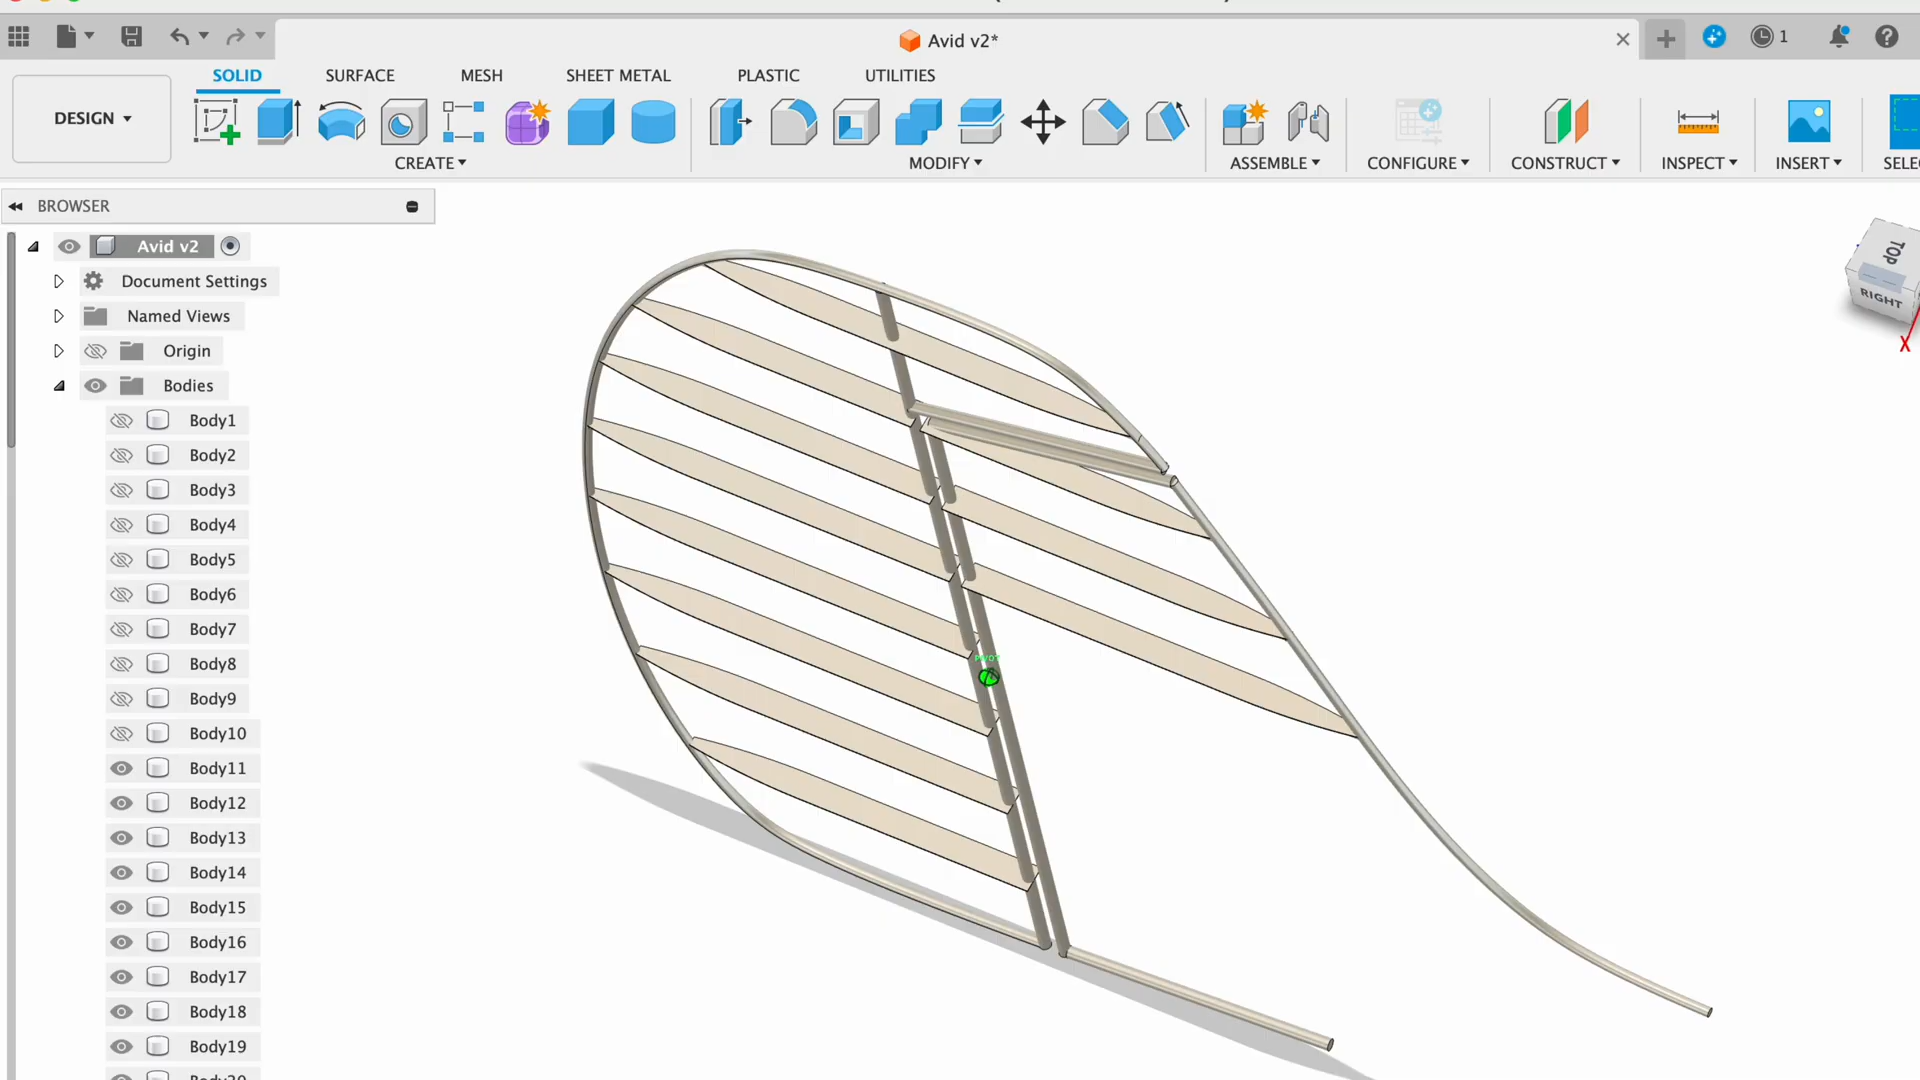 Avid v2*
1
SOLID
SURFACE
MESH
SHEET METAL
PLASTIC
UTILITIES
DESIGN
CREATE
MODIFY
ASSEMBLE
CONFIGURE
CONSTRUCT
INSPECT
INSERT
SELEC
BROWSER
Avid v2
Document Settings
Named Views
Origin
Bodies
Body1
Body2
Body3
Body4
Body5
Body6
Body7
Body8
Body9
Body10
Body11
Body12
Body13
Body14
Body15
Body16
Body17
Body18
Body19
TOP
RIGHT
X